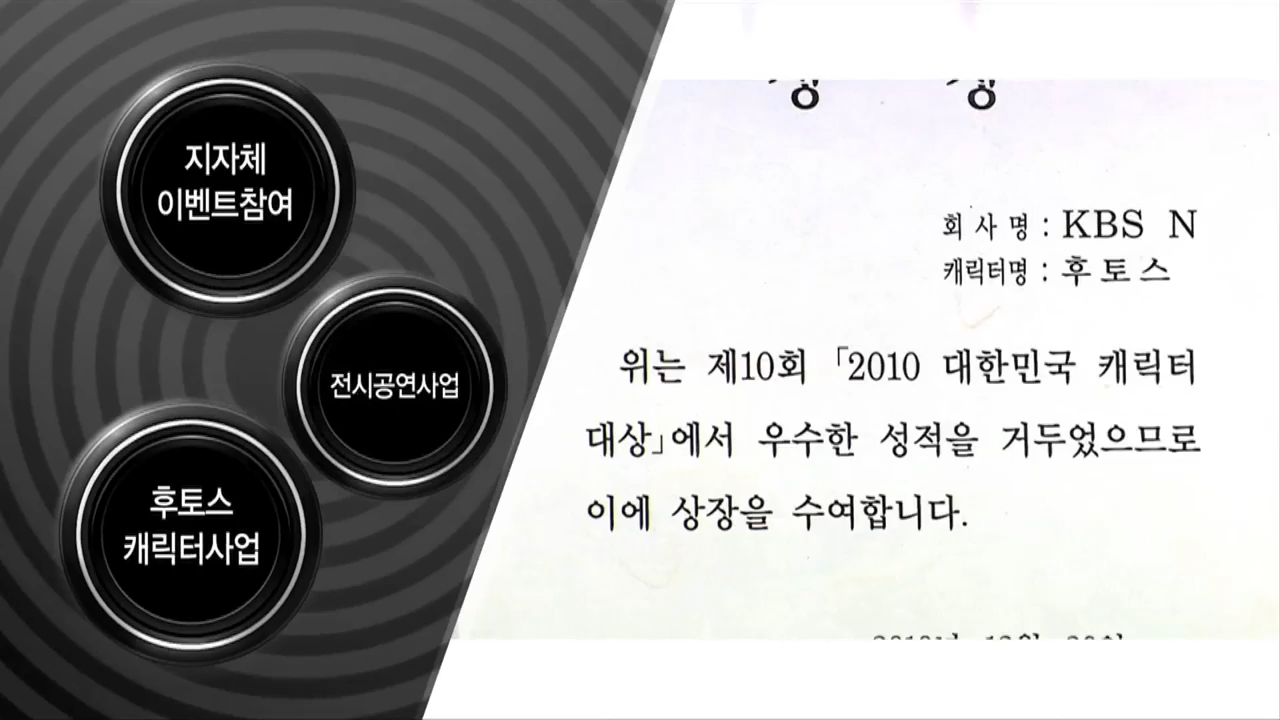 지자체
이벤트참여
전시공연사업
후토스
캐릭터사업
회 사 명 : KBS N
캐릭터명 : 후토스
위는 제10회 「2010 대한민국 캐릭터
대상」에서 우수한 성적을 거두었으므로
이에 상장을 수여합니다.